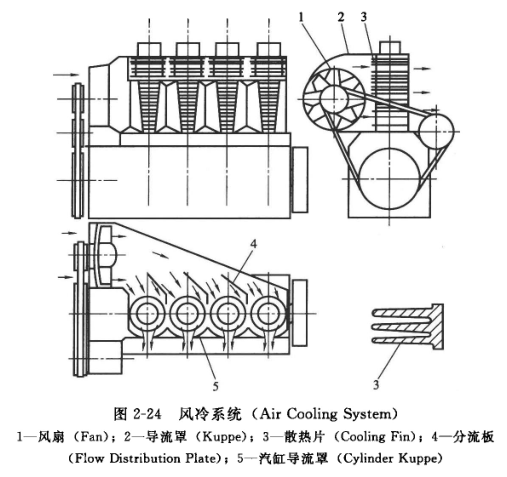 1
2
3
4
5
3
图 2-24 风冷系统 (Air Cooling System)
1—风扇 (Fan)；2—导流罩 (Kuppe)；3—散热片 (Cooling Fin)；4—分流板
(Flow Distribution Plate)；5—汽缸导流罩 (Cylinder Kuppe)